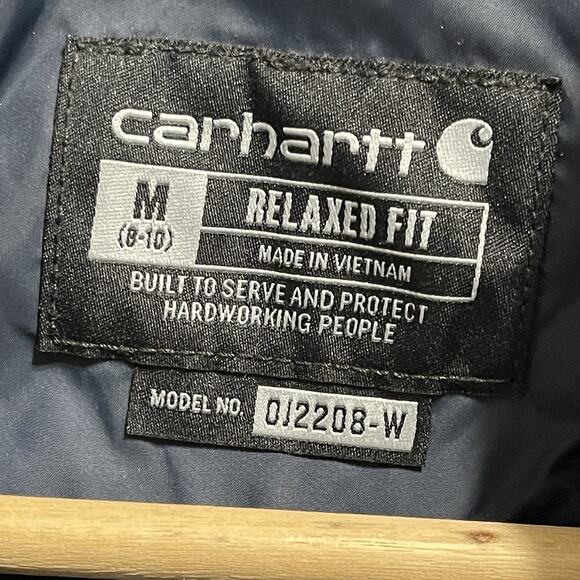 carhartt
M
(8-10)
RELAXED FIT
MADE IN VIETNAM
BUILT TO SERVE AND PROTECT
HARDWORKING PEOPLE
MODEL NO. OJ2208-W